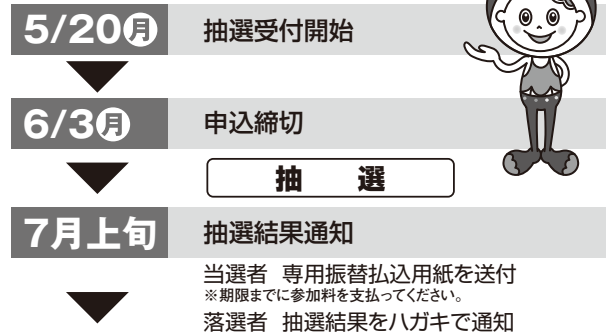 5/20月 抽選受付開始
6/3月 申込締切
抽 選
7月上旬 抽選結果通知
当選者 専用振替払込用紙を送付
※期限までに参加料を支払ってください。
落選者 抽選結果をハガキで通知